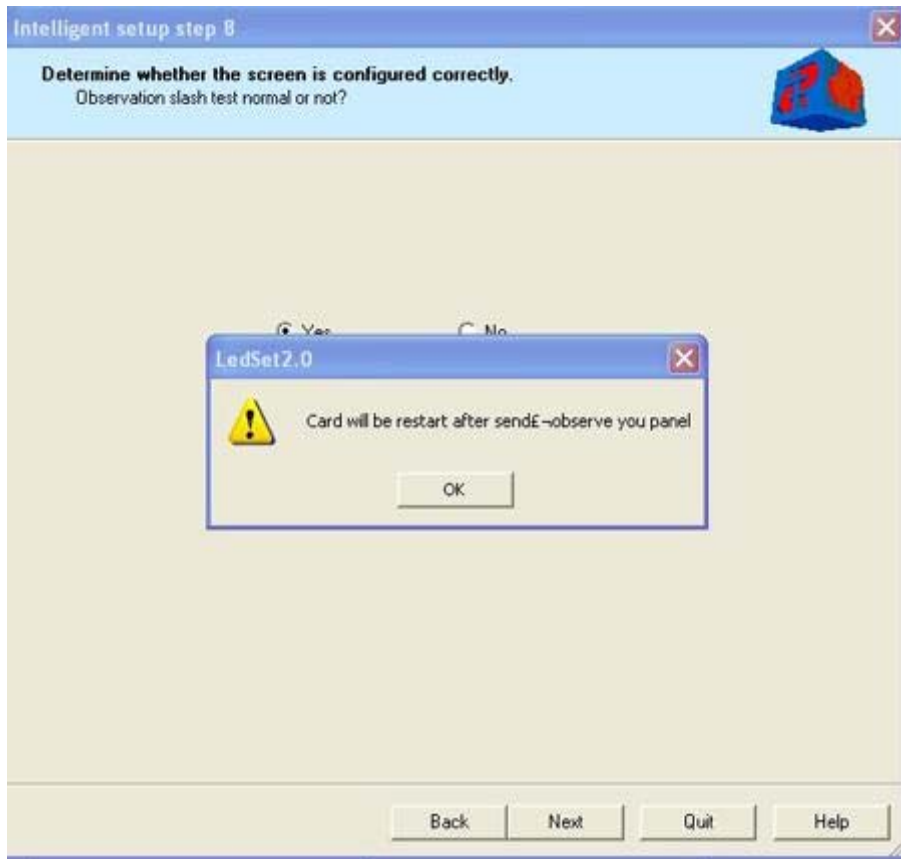 Intelligent setup step 8
Determine whether the screen is configured correctly.
Observation slash test normal or not?
Yes No
LedSet2.0
Card will be restart after send£¬observe you panel
OK
Back Next Quit Help